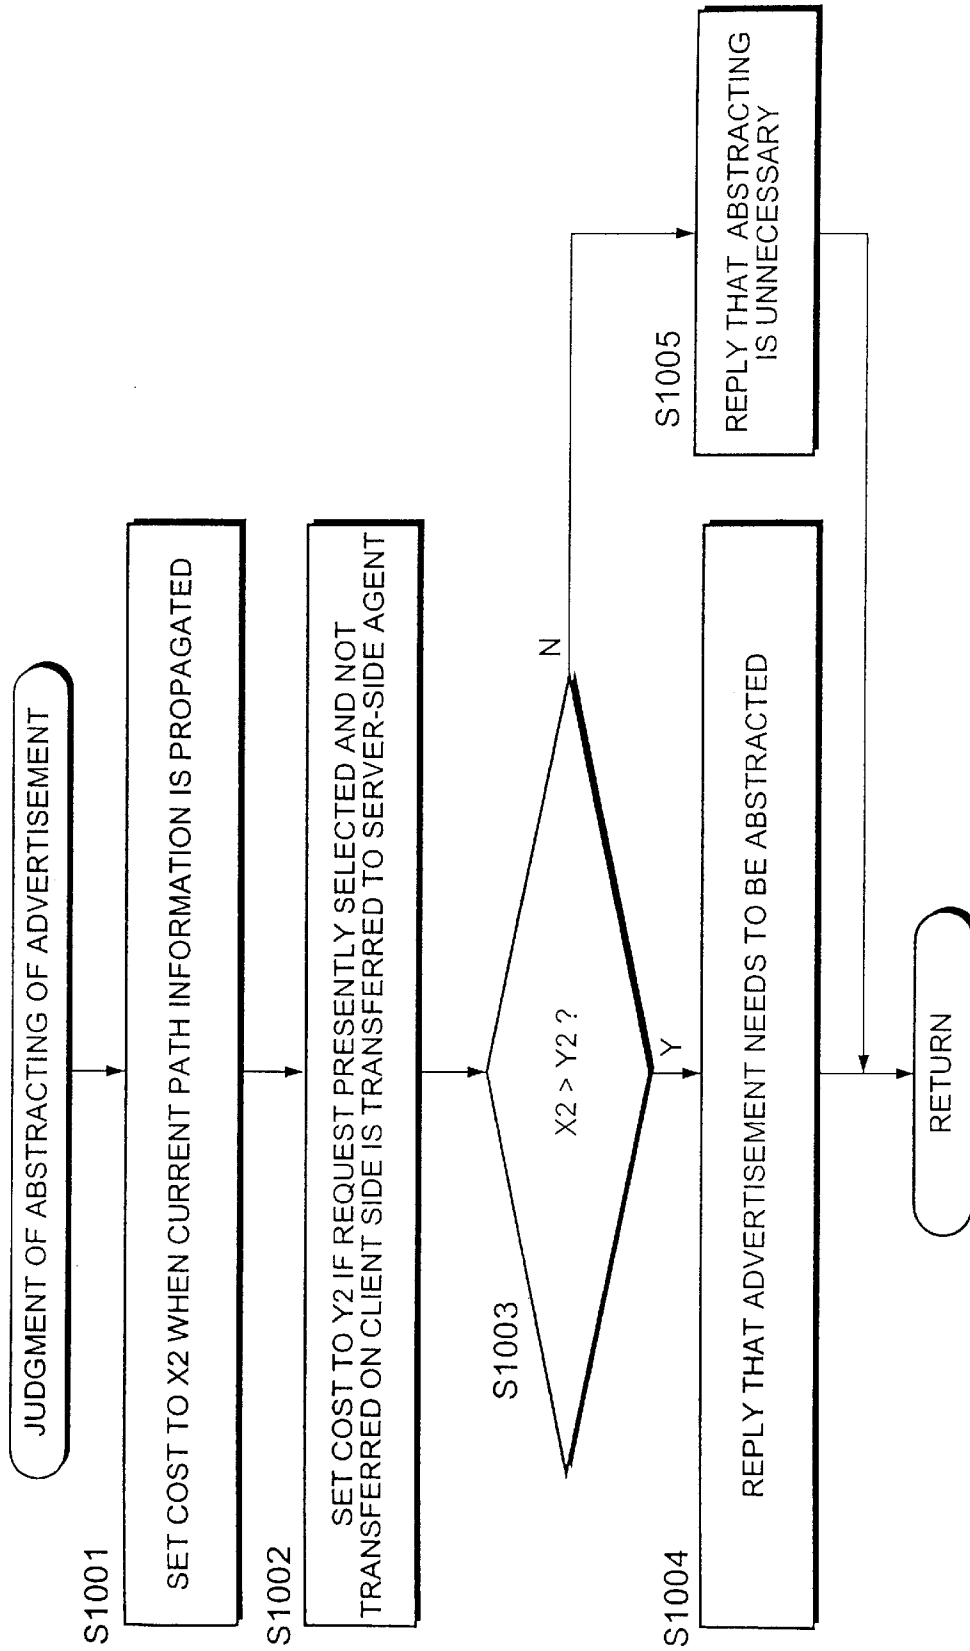 JUDGMENT OF ABSTRACTING OF ADVERTISEMENT
S1001
SET COST TO X2 WHEN CURRENT PATH INFORMATION IS PROPAGATED
S1002
SET COST TO Y2 IF REQUEST PRESENTLY SELECTED AND NOT
TRANSFERRED ON CLIENT SIDE IS TRANSFERRED TO SERVER-SIDE AGENT
S1003
X2 > Y2 ?
N
Y
S1004
REPLY THAT ADVERTISEMENT NEEDS TO BE ABSTRACTED
S1005
REPLY THAT ABSTRACTING
IS UNNECESSARY
RETURN